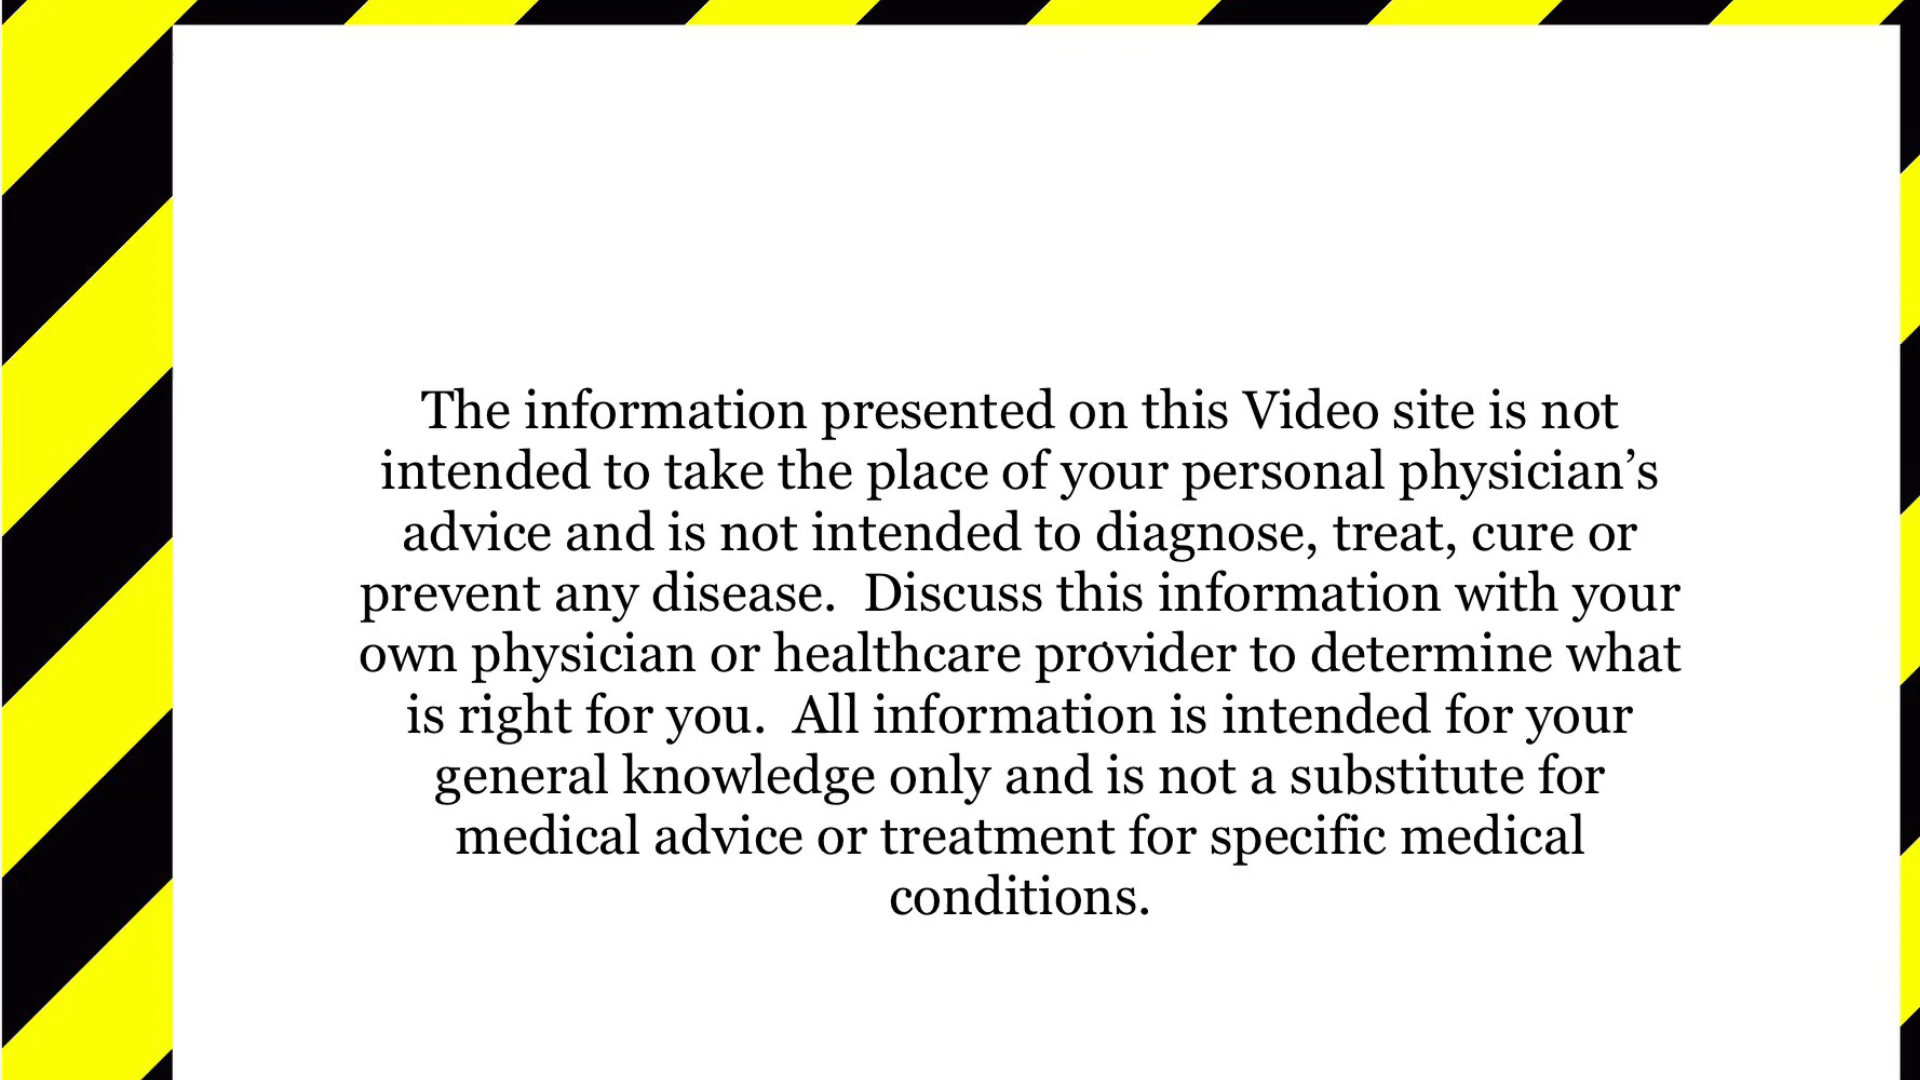 The information presented on this Video site is not
intended to take the place of your personal physician’s
advice and is not intended to diagnose, treat, cure or
prevent any disease.  Discuss this information with your
own physician or healthcare provider to determine what
is right for you.  All information is intended for your
general knowledge only and is not a substitute for
medical advice or treatment for specific medical
conditions.